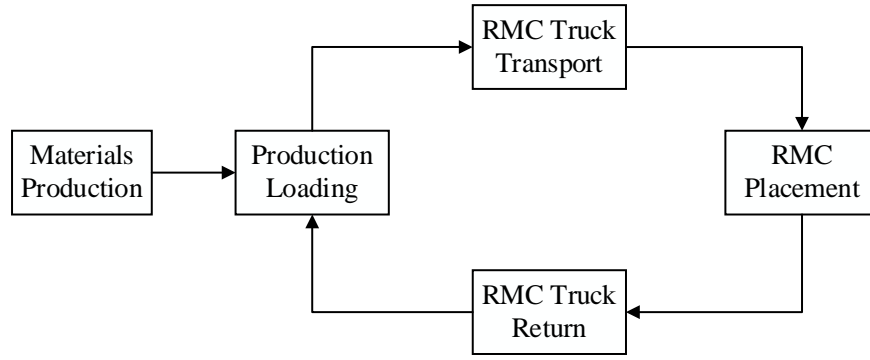 RMC Truck
Transport
Materials
Production
Production
Loading
RMC
Placement
RMC Truck
Return